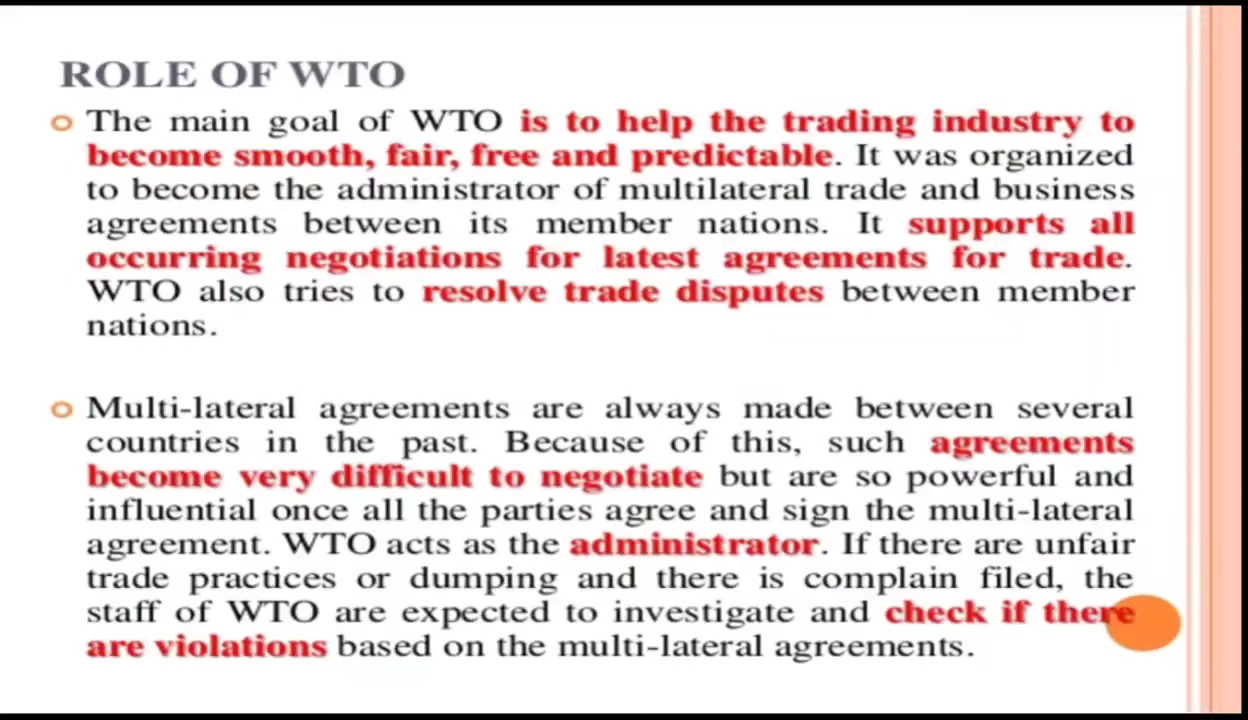 ROLE OF WTO
The main goal of WTO is to help the trading industry to
become smooth, fair, free and predictable. It was organized
to become the administrator of multilateral trade and business
agreements between its member nations. It supports all
occurring negotiations for latest agreements for trade.
WTO also tries to resolve trade disputes between member
nations.
Multi-lateral agreements are always made between several
countries in the past. Because of this, such agreements
become very difficult to negotiate but are so powerful and
influential once all the parties agree and sign the multi-lateral
agreement. WTO acts as the administrator. If there are unfair
trade practices or dumping and there is complain filed, the
staff of WTO are expected to investigate and check if there
are violations based on the multi-lateral agreements.